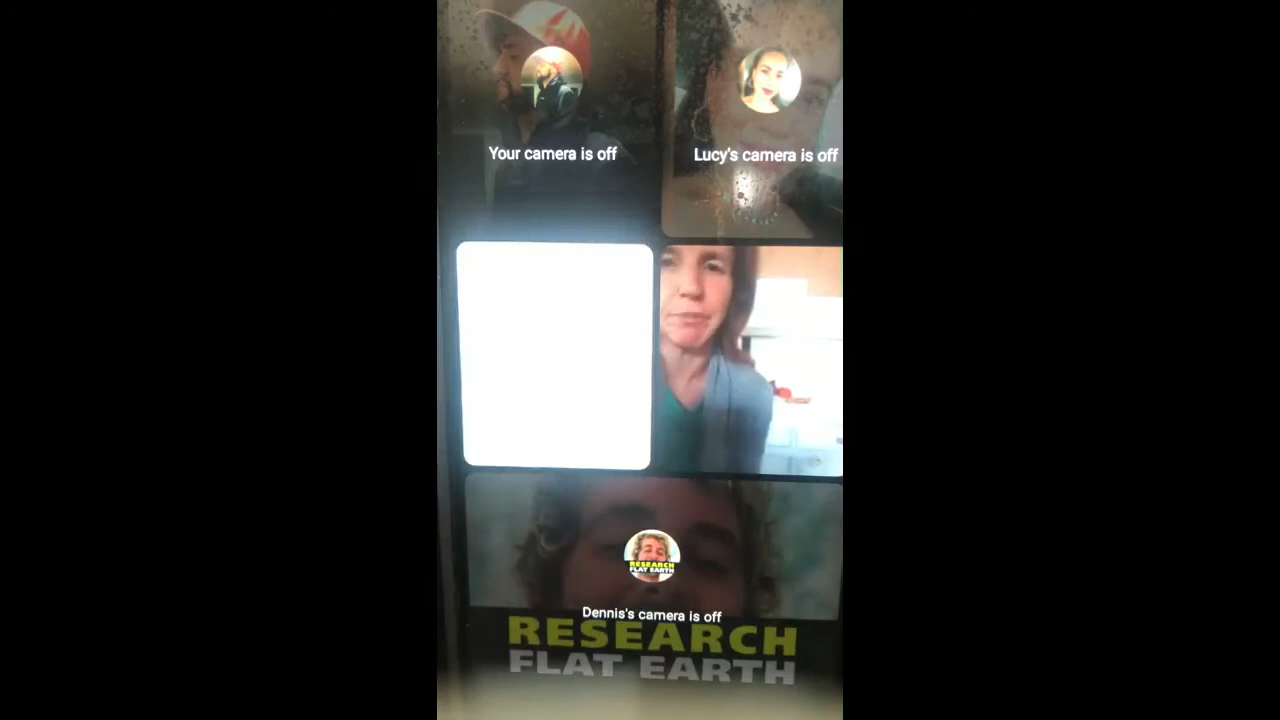 Your camera is off
Lucy's camera is off
RESEARCH
FLAT EARTH
Dennis's camera is off
RESEARCH
FLAT EARTH